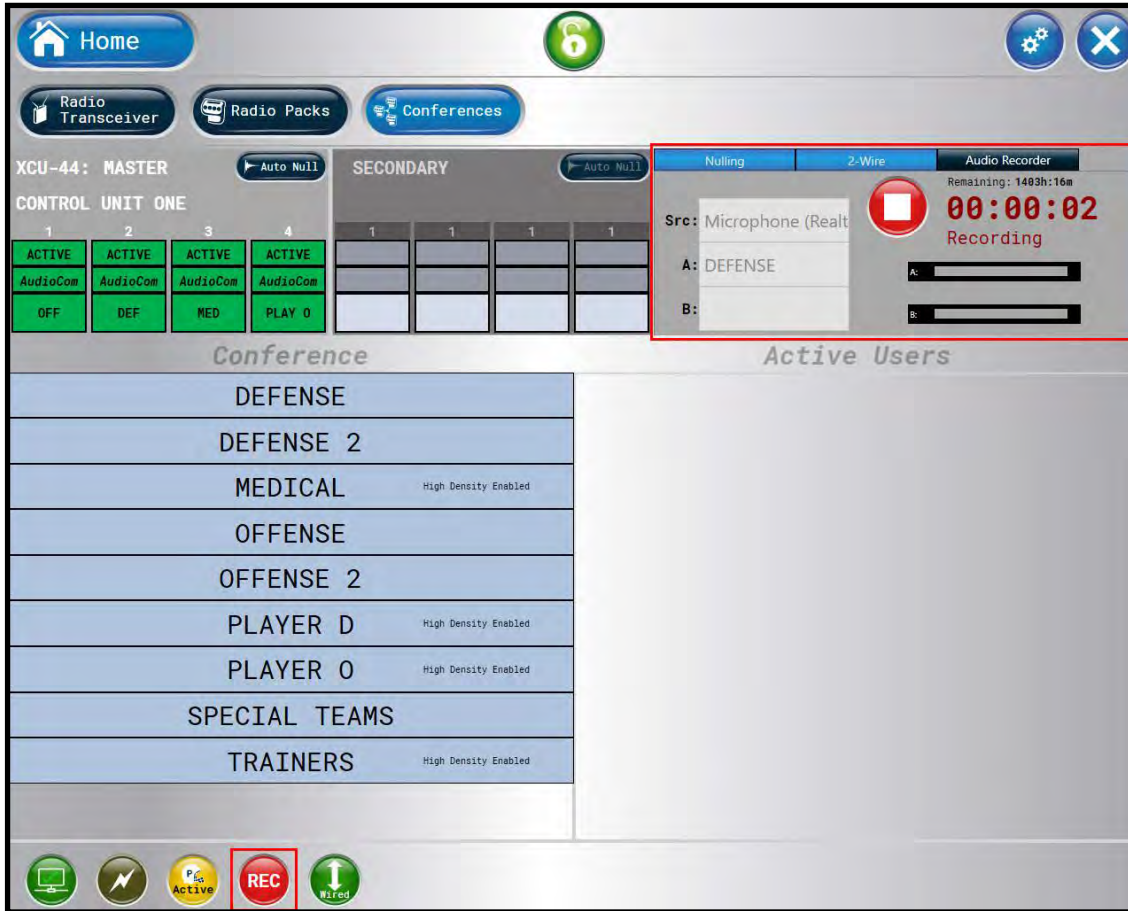 Home
Radio
Transceiver
Radio Packs
Conferences
XCU-44: MASTER
Auto Null
CONTROL UNIT ONE
1 2 3 4
ACTIVE ACTIVE ACTIVE ACTIVE
AudioCom AudioCom AudioCom AudioCom
OFF DEF MED PLAY O
SECONDARY
Auto Null
1 1 1 1
Nulling 2-Wire Audio Recorder
Src: Microphone (Realt
A: DEFENSE
B:
Remaining: 1403h:16m
00:00:02
Recording
A:
B:
Conference
DEFENSE
DEFENSE 2
MEDICAL High Density Enabled
OFFENSE
OFFENSE 2
PLAYER D High Density Enabled
PLAYER O High Density Enabled
SPECIAL TEAMS
TRAINERS High Density Enabled
Active Users
Active
REC
Wired